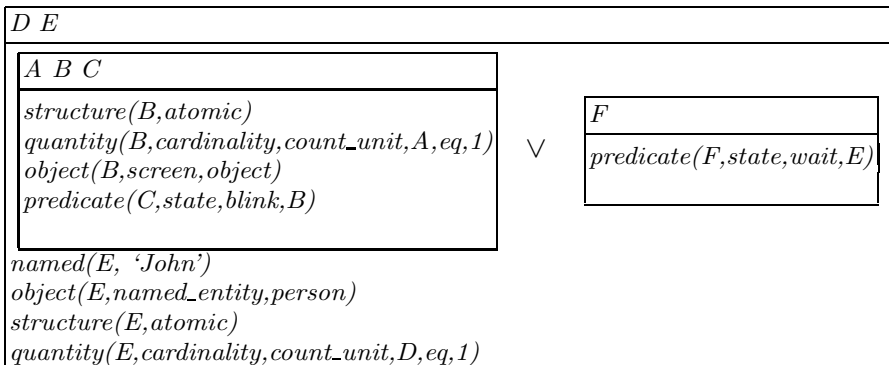 D E
A B C
structure(B,atomic)
quantity(B,cardinality,count_unit,A,eq,1)
object(B,screen,object)
predicate(C,state,blink,B)
∨
F
predicate(F,state,wait,E)
named(E, ‘John’)
object(E,named_entity,person)
structure(E,atomic)
quantity(E,cardinality,count_unit,D,eq,1)